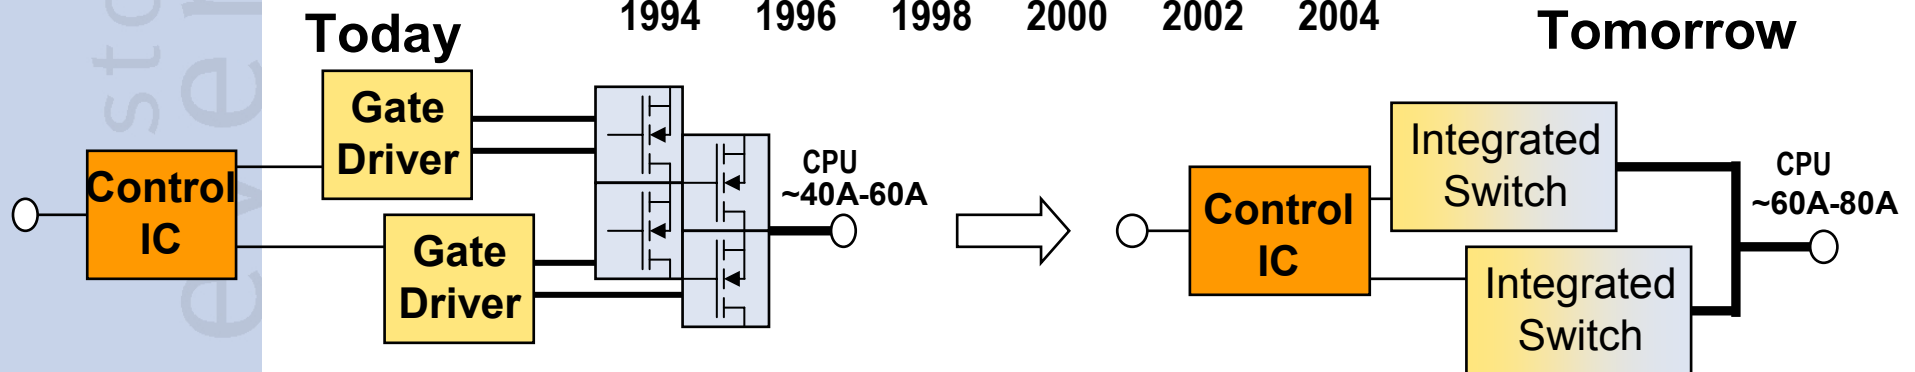 1994 1996 1998 2000 2002 2004
Today
Tomorrow
Gate
Driver
Control
IC
Gate
Driver
CPU
~40A-60A
Control
IC
Integrated
Switch
Integrated
Switch
CPU
~60A-80A